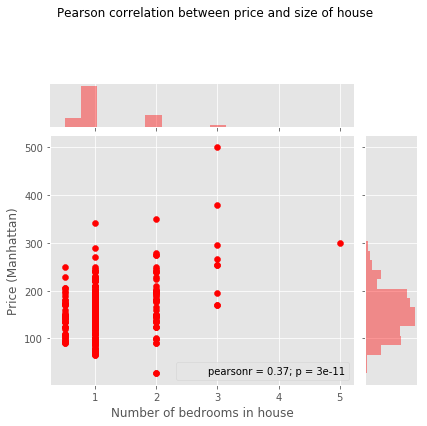 Pearson correlation between price and size of house
500
400
300
200
100
Price (Manhattan)
pearsonr = 0.37; p = 3e-11
1 2 3 4 5
Number of bedrooms in house